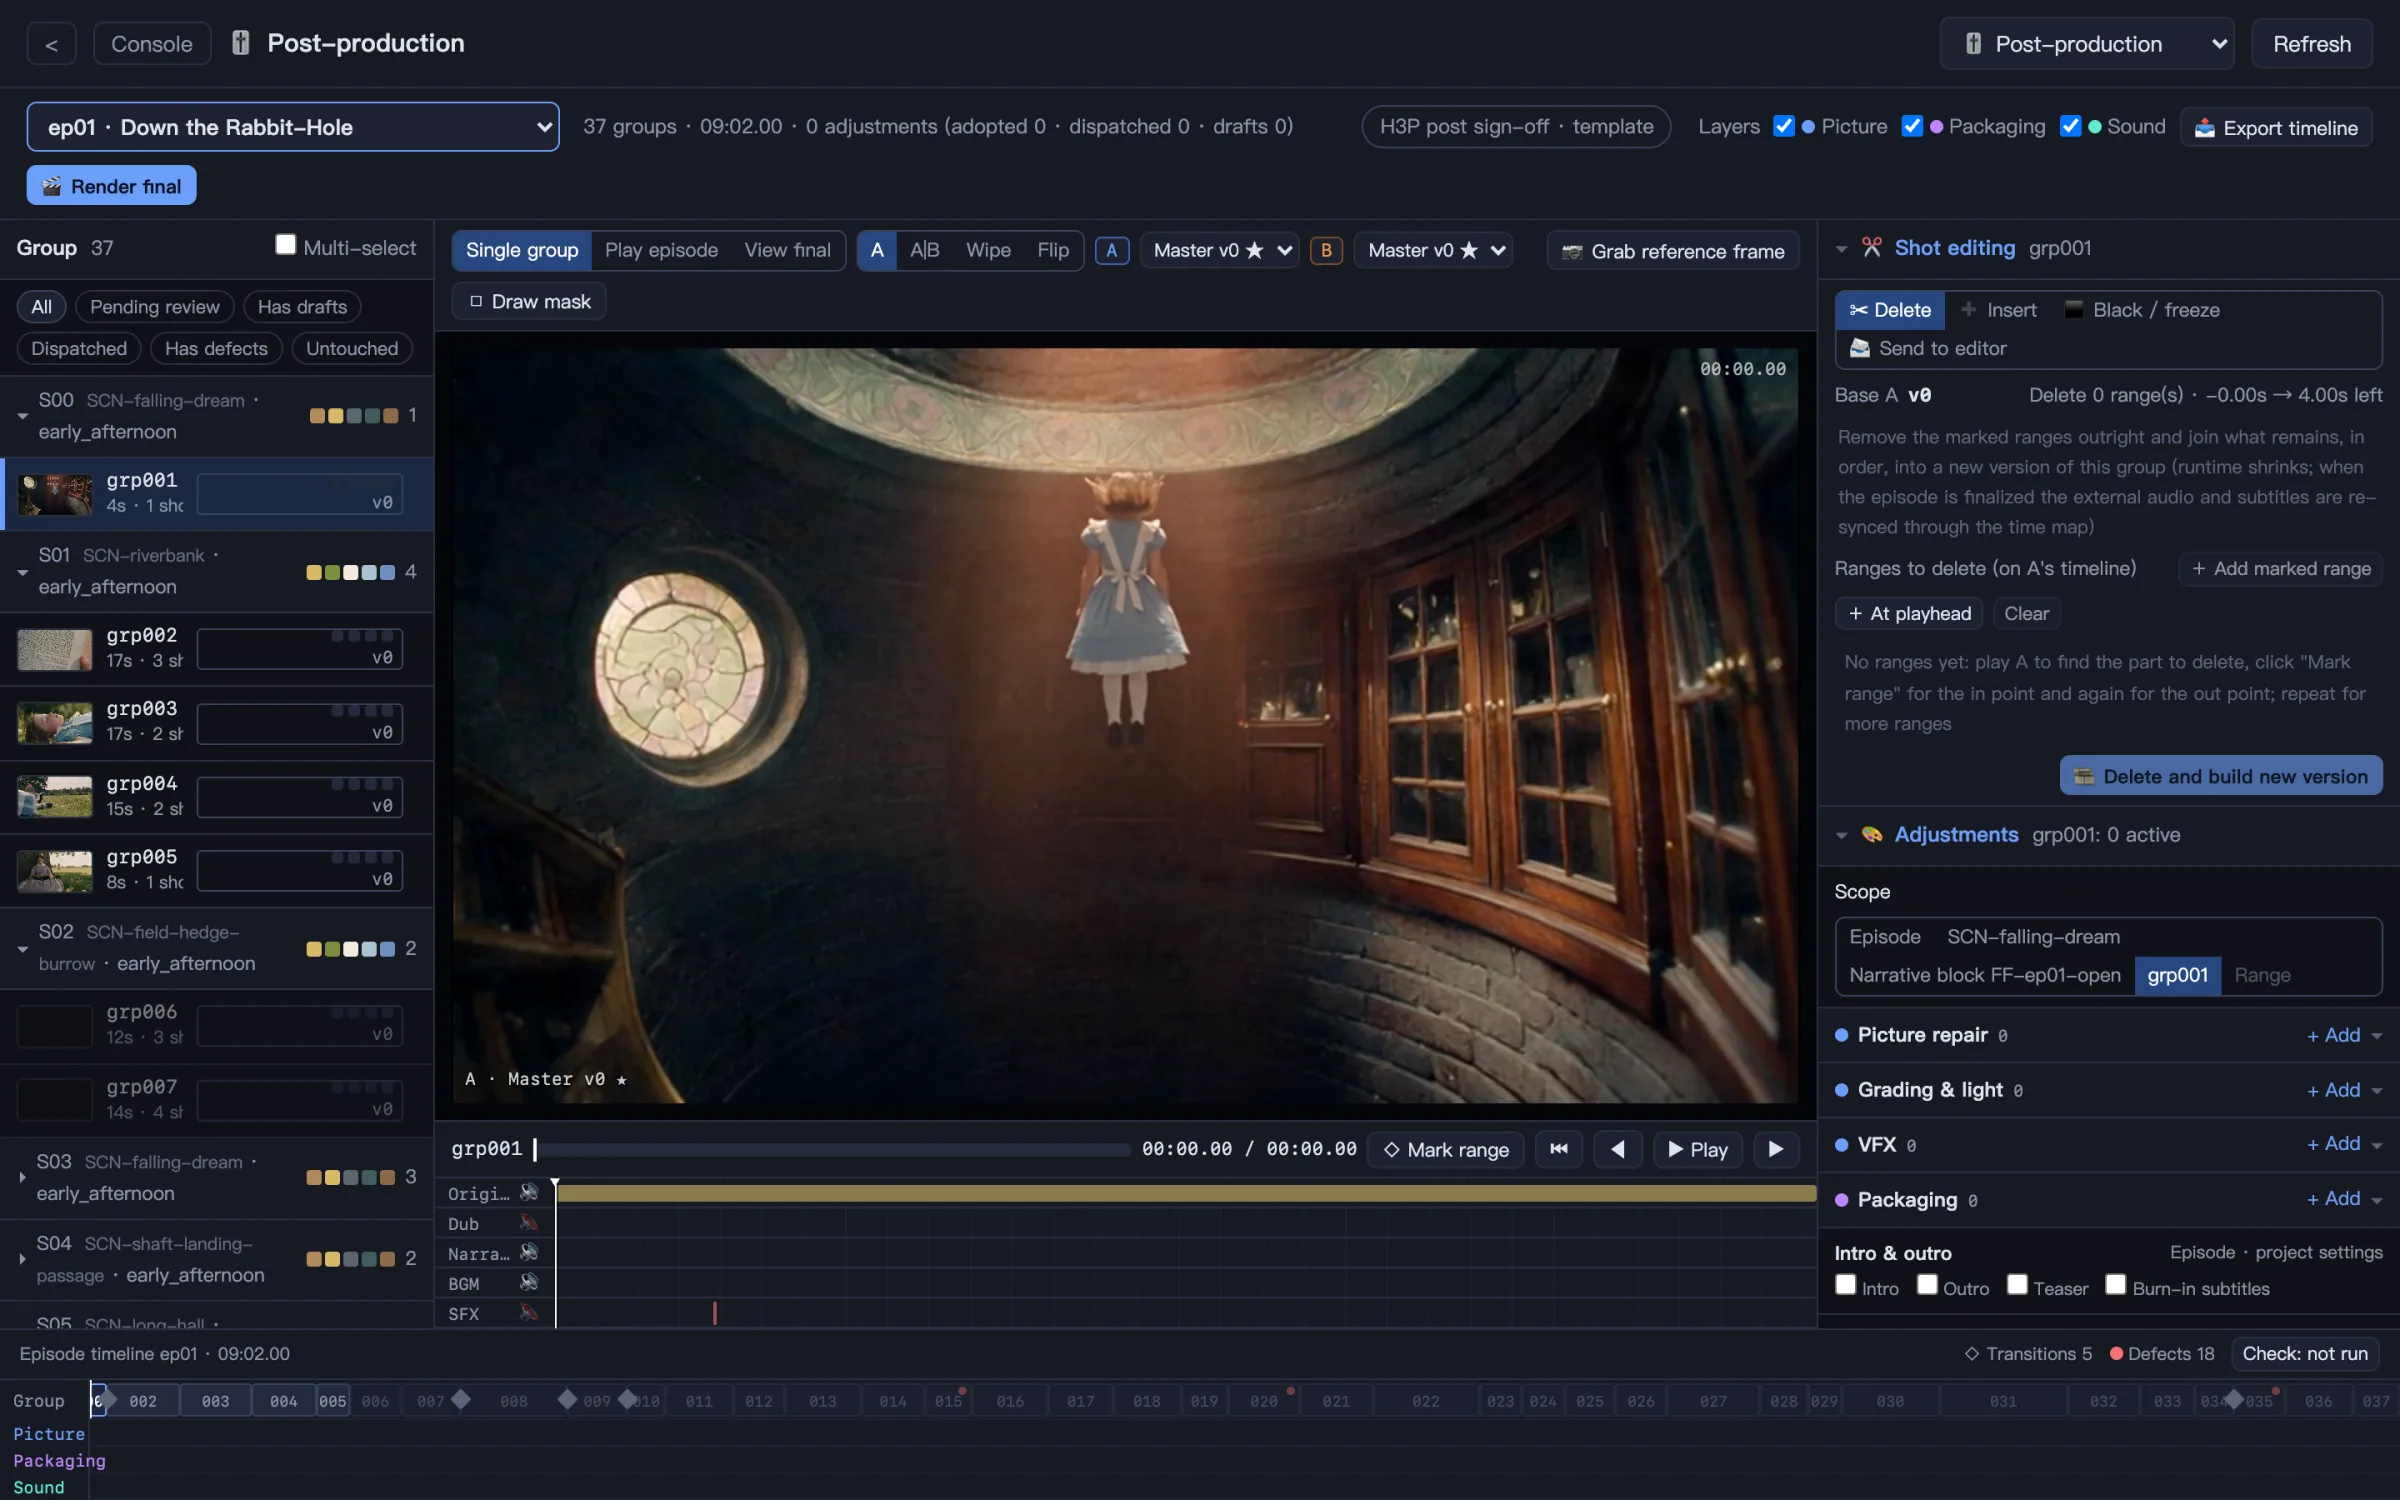 < Console Post-production Post-production Refresh
ep01 · Down the Rabbit-Hole 37 groups · 09:02.00 · 0 adjustments (adopted 0 · dispatched 0 · drafts 0) H3P post sign-off · template Layers Picture Packaging Sound Export timeline
Render final
Group 37 Multi-select
All Pending review Has drafts
Dispatched Has defects Untouched
S00 SCN-falling-dream ·
early_afternoon 1
grp001
4s · 1 sho v0
S01 SCN-riverbank ·
early_afternoon 4
grp002
17s · 3 sh v0
grp003
17s · 2 sh v0
grp004
15s · 2 sh v0
grp005
8s · 1 sho v0
S02 SCN-field-hedge-
burrow · early_afternoon 2
grp006
12s · 3 sh v0
grp007
14s · 4 sh v0
S03 SCN-falling-dream ·
early_afternoon 3
S04 SCN-shaft-landing-
passage · early_afternoon 2
S05 SCN-long-hall ·
Single group Play episode View final A A|B Wipe Flip A Master v0 ★ B Master v0 ★ Grab reference frame
Draw mask
00:00.00
A · Master v0 ★
grp001 00:00.00 / 00:00.00 Mark range Play
Origi…
Dub
Narra…
BGM
SFX
Shot editing grp001
Delete Insert Black / freeze
Send to editor
Base A v0 Delete 0 range(s) · −0.00s → 4.00s left
Remove the marked ranges outright and join what remains, in
order, into a new version of this group (runtime shrinks; when
the episode is finalized the external audio and subtitles are re-
synced through the time map)
Ranges to delete (on A's timeline) + Add marked range
+ At playhead Clear
No ranges yet: play A to find the part to delete, click "Mark
range" for the in point and again for the out point; repeat for
more ranges
Delete and build new version
Adjustments grp001: 0 active
Scope
Episode SCN-falling-dream
Narrative block FF-ep01-open grp001 Range
Picture repair 0 + Add
Grading & light 0 + Add
VFX 0 + Add
Packaging 0 + Add
Intro & outro Episode · project settings
Intro Outro Teaser Burn-in subtitles
Episode timeline ep01 · 09:02.00 Transitions 5 Defects 18 Check: not run
Group 002 003 004 005 006 007 008 009 010 011 012 013 014 015 016 017 018 019 020 021 022 023 024 025 026 027 028 029 030 031 032 033 034 035 036 037
Picture
Packaging
Sound